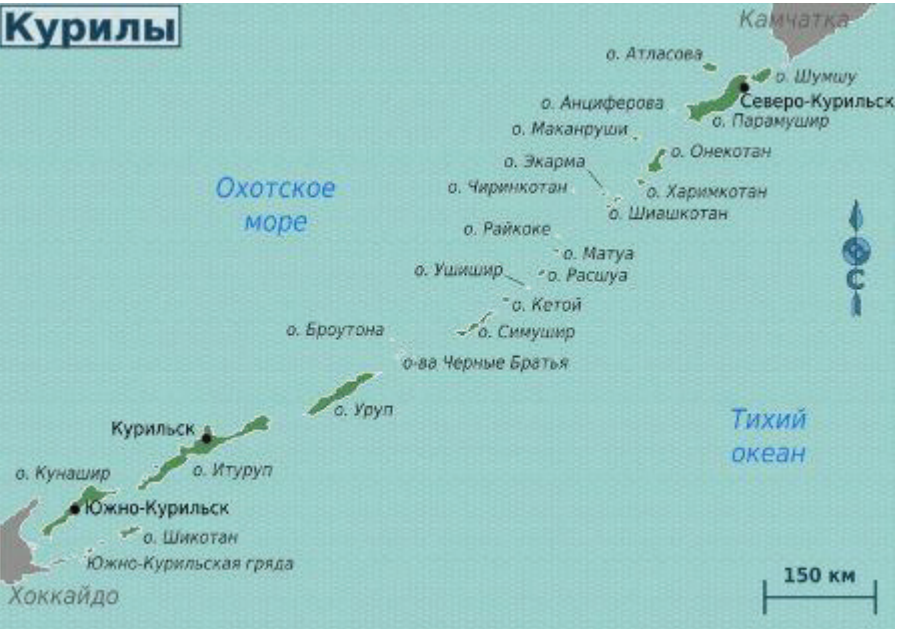 Курилы
Камчатка
о. Атласова
о. Шумшу
Северо-Курильск
о. Анциферова
о. Парамушир
о. Маканруши
о. Онекотан
о. Экарма
о. Чиринкотан
о. Харимкотан
о. Шиашкотан
Охотское
море
о. Райкоке
о. Матуа
о. Ушишир
о. Расшуа
С
о. Кетой
о. Броутона
о. Симушир
о-ва Черные Братья
о. Уруп
Тихий
океан
Курильск
о. Итуруп
о. Кунашир
Южно-Курильск
о. Шикотан
Южно-Курильская гряда
Хоккайдо
150 км